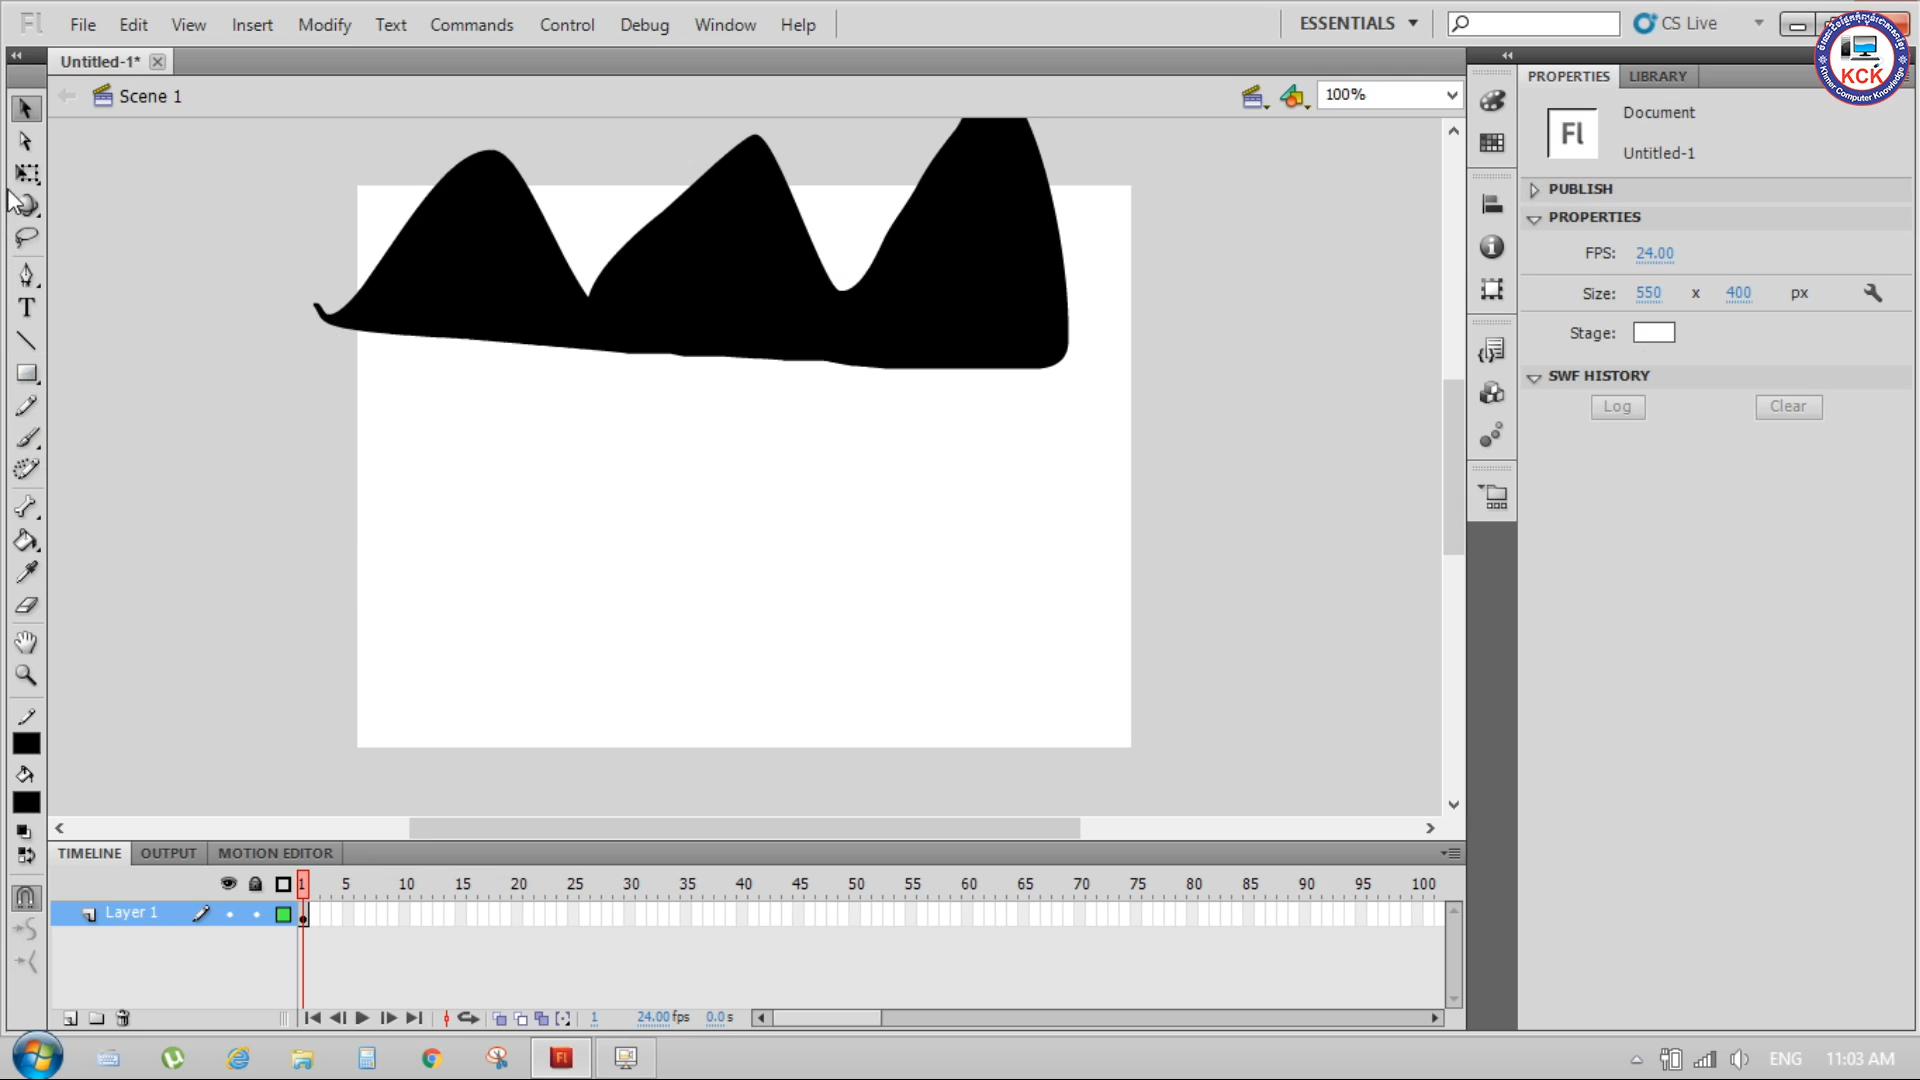 Fl File Edit View Insert Modify Text Commands Control Debug Window Help ESSENTIALS CS Live
Untitled-1*
Scene 1
100%
PROPERTIES LIBRARY
KCK
Khmer Computer Knowledge
Fl
Document
Untitled-1
PUBLISH
PROPERTIES
FPS: 24.00
Size: 550 x 400 px
Stage:
SWF HISTORY
Log Clear
T
TIMELINE OUTPUT MOTION EDITOR
1 5 10 15 20 25 30 35 40 45 50 55 60 65 70 75 80 85 90 95 100
Layer 1
1 24.00 fps 0.0 s
Fl
ENG 11:03 AM